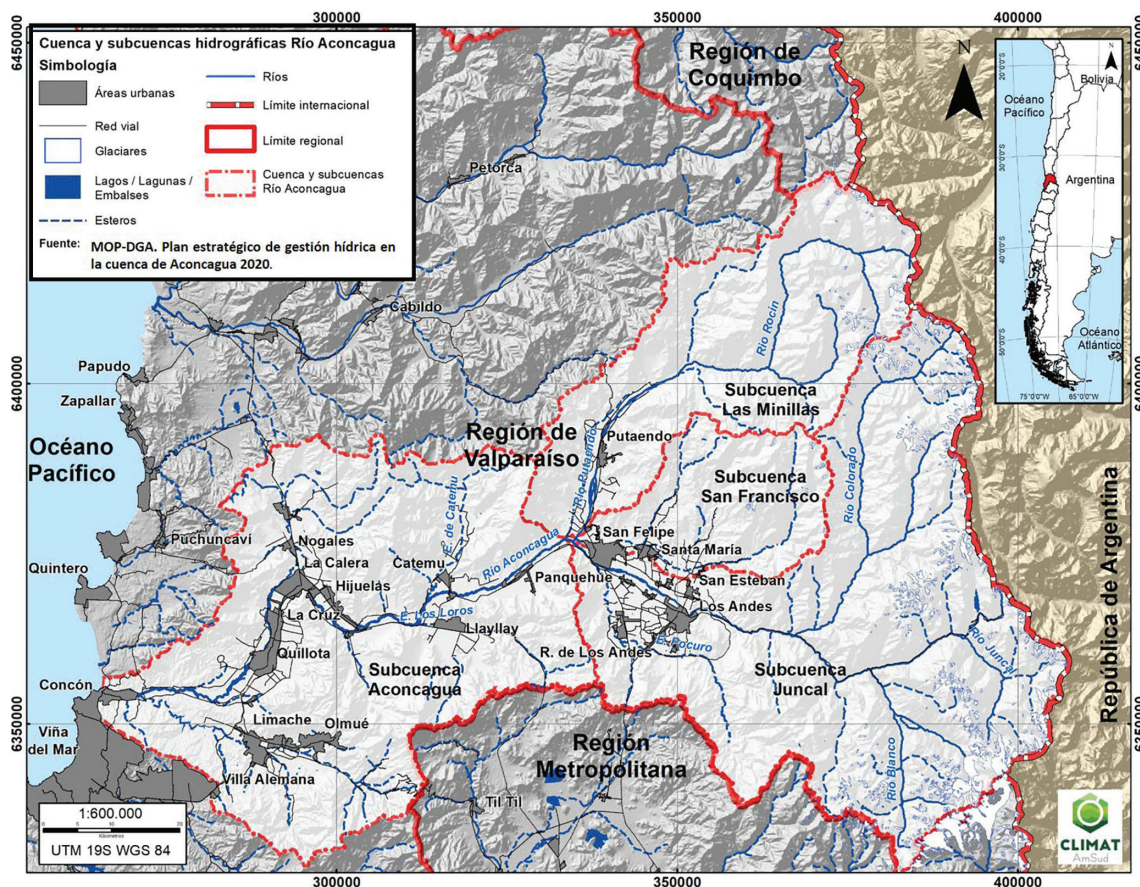 300000
350000
400000
6450000
6450000
Cuenca y subcuencas hidrográficas Río Aconcagua
Simbología
Áreas urbanas
Red vial
Glaciares
Lagos / Lagunas /
Embalses
Esteros
Ríos
Límite internacional
Límite regional
Cuenca y subcuencas
Río Aconcagua
Fuente: MOP-DGA. Plan estratégico de gestión hídrica en
la cuenca de Aconcagua 2020.
Región de
Coquimbo
N
N
20°0'0"S
30°0'0"S
40°0'0"S
50°0'0"S
Bolivia
Océano
Pacífico
Argentina
Océano
Atlántico
75°0'0"W
65°0'0"W
Petorca
Cabildo
Río Rocín
Papudo
Zapallar
6400000
6400000
Subcuenca
Las Minillas
Océano
Pacífico
Región de
Valparaíso
Putaendo
Río Putaendo
Subcuenca
San Francisco
Río Colorado
E. de Catemu
Puchuncaví
Nogales
San Felipe
Santa María
Río Aconcagua
La Calera
Catemu
Panquehue
San Esteban
Quintero
Hijuelas
Los Andes
La Cruz
E. Los Loros
Llayllay
E. Pocuro
Quillota
R. de Los Andes
Río Juncal
República de Argentina
Subcuenca
Aconcagua
Subcuenca
Juncal
Concón
6350000
6350000
Limache
Olmué
Viña
del Mar
Región
Metropolitana
Río Blanco
Villa Alemana
Til Til
1:600.000
Kilometros
UTM 19S WGS 84
CLIMAT
AmSud
300000
350000
400000